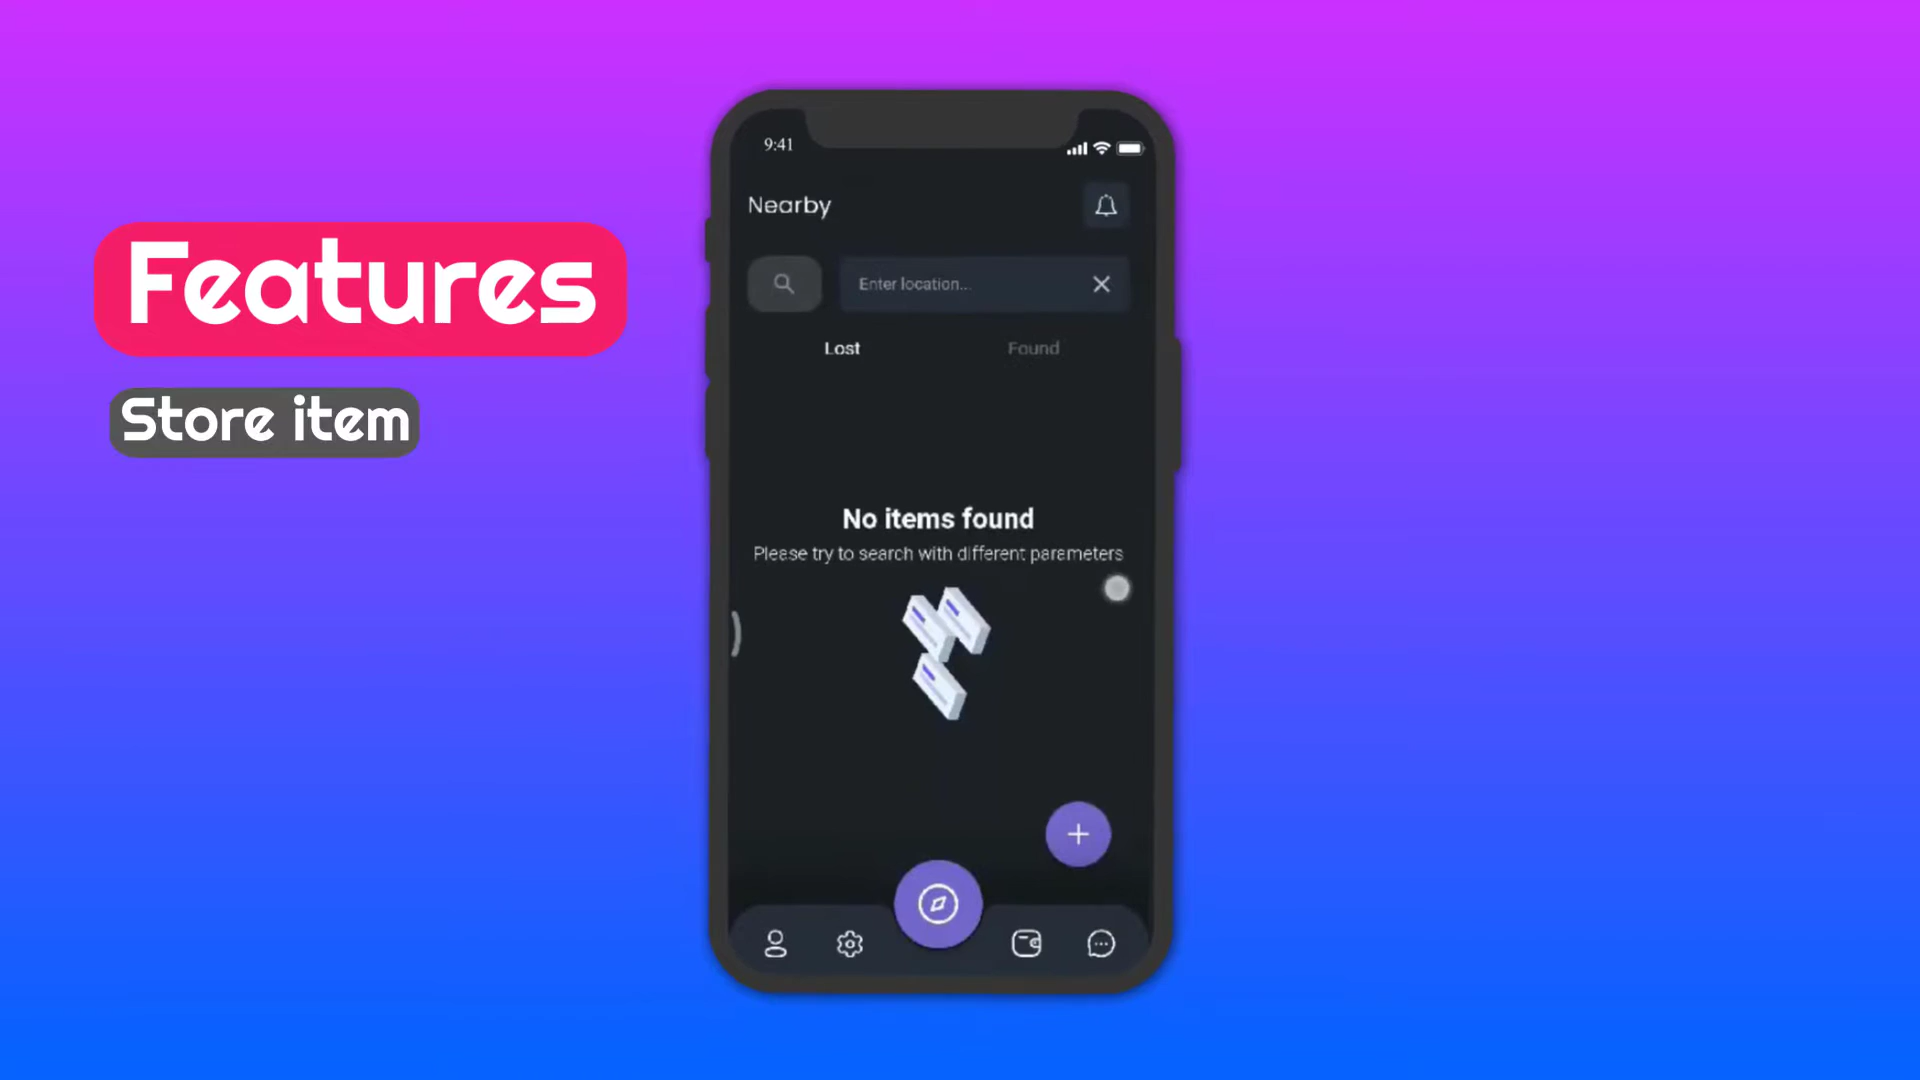 Features
Store item
9:41
Nearby
Enter location...
Lost
Found
No items found
Please try to search with different parameters